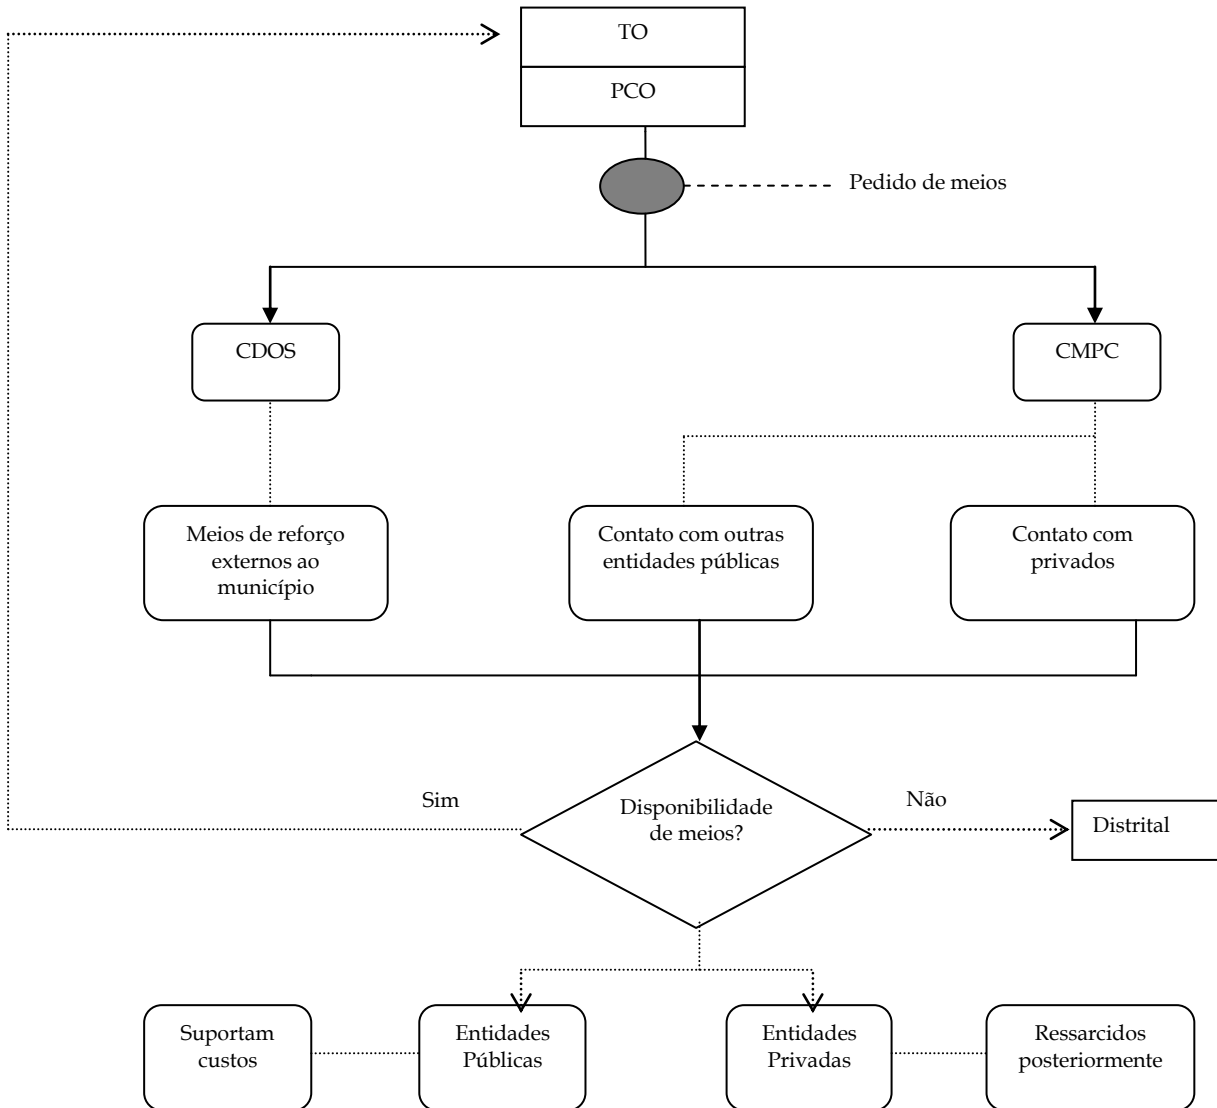 TO
PCO
Pedido de meios
CDOS
CMPC
Meios de reforço
externos ao
município
Contato com outras
entidades públicas
Contato com
privados
Sim
Disponibilidade
de meios?
Não
Distrital
Suportam
custos
Entidades
Públicas
Entidades
Privadas
Ressarcidos
posteriormente